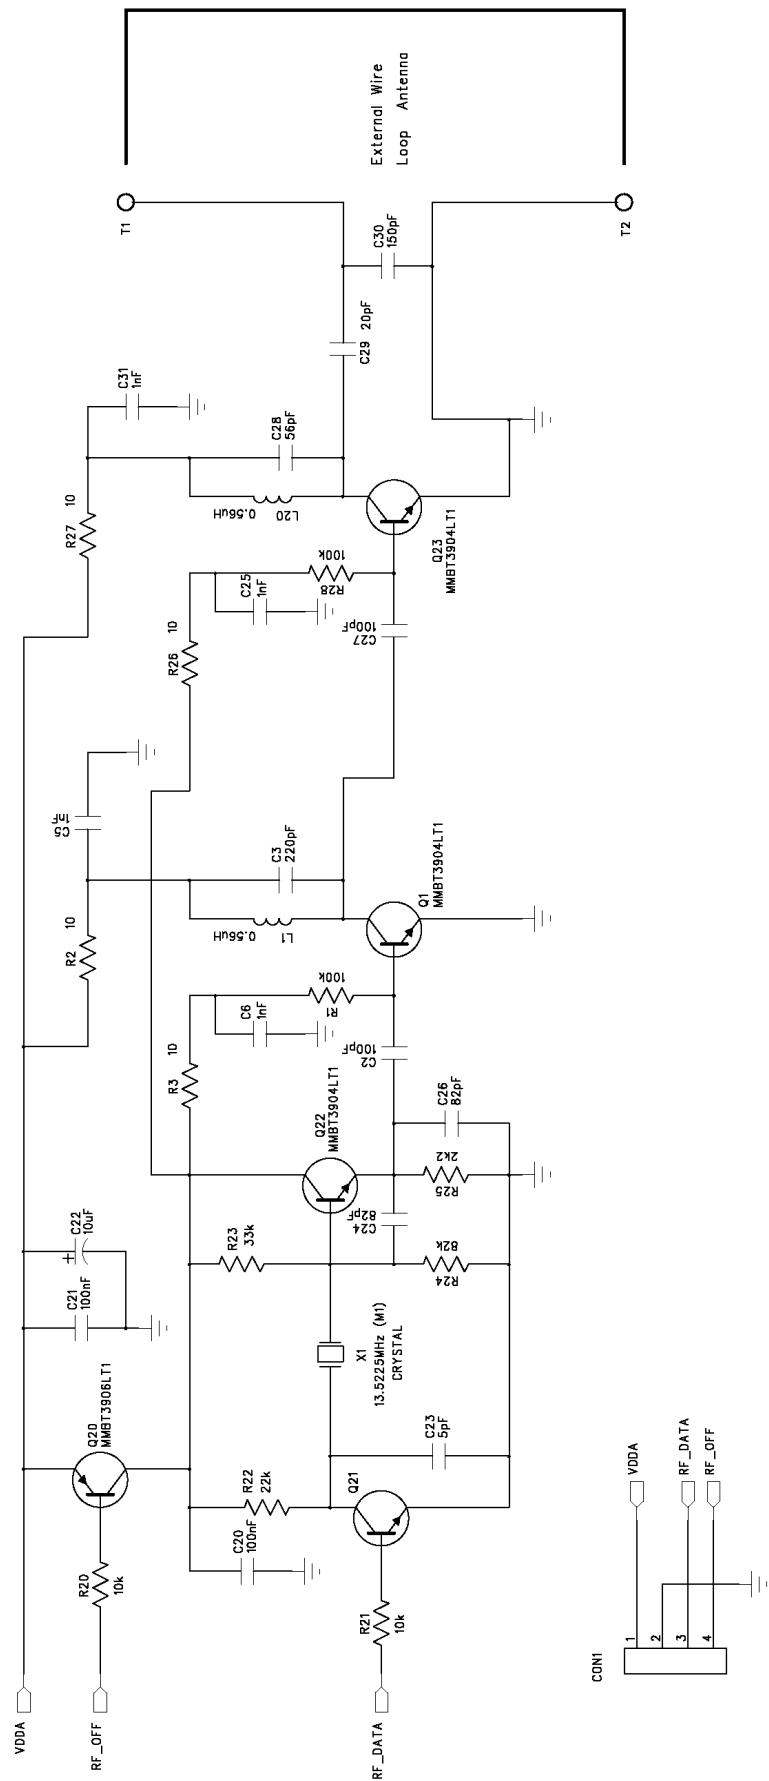 External Wire
Loop Antenna
T1
C30
150pF
T2
C29 20pF
C31
1nF
C28
56pF
R27 10
0.56uH L20
Q23
MMBT3904LT1
100k
R28
C25
1nF
R26 10
100pF
C27
1nF
C5
C3
220pF
0.56uH L1
Q1
MMBT3904LT1
R2 10
100k
R1
C6
1nF
R3 10
100pF
C2
Q22
MMBT3904LT1
C26
82pF
2k2
R25
82pF
C24
82k
R24
R23
33k
C22
10uF
+
C21
100nF
X1
13.5225MHz (M1)
CRYSTAL
Q20
MMBT3906LT1
C23
5pF
R22
22k
Q21
C20
100nF
R20
10k
R21
10k
VDDA
RF_OFF
RF_DATA
VDDA
RF_DATA
RF_OFF
1
2
3
4
CON1